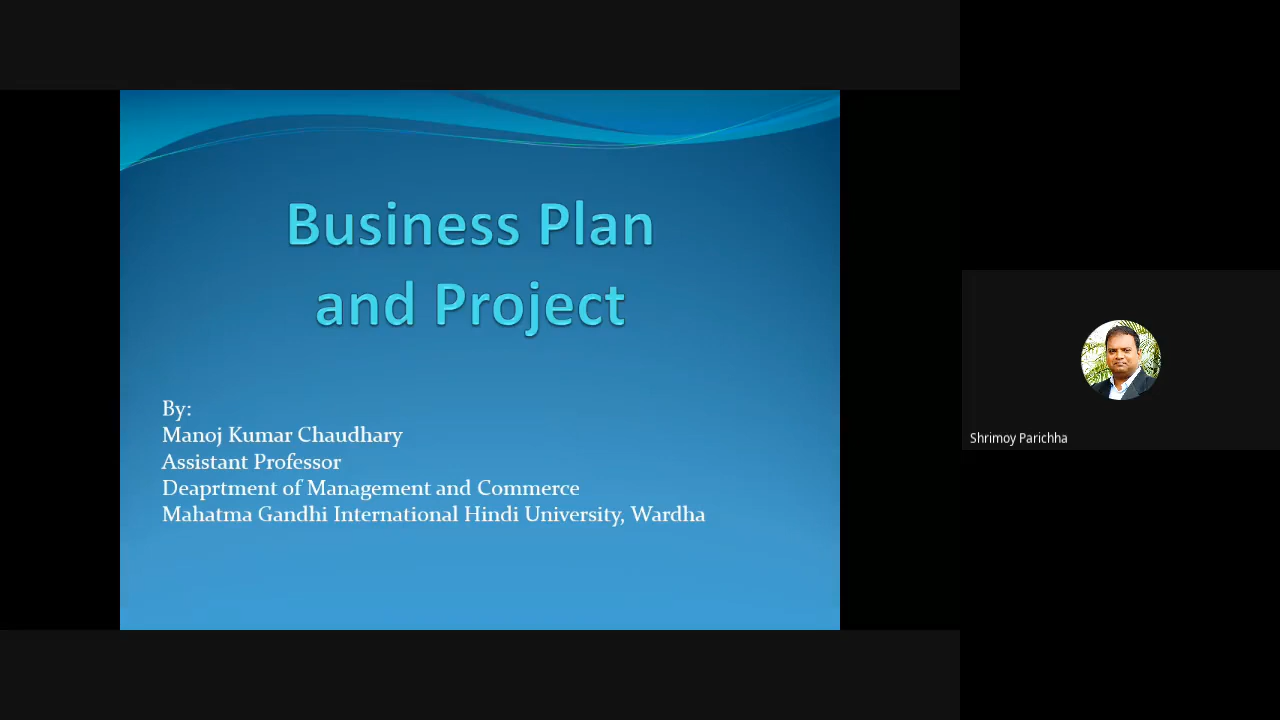 Business Plan
and Project
By:
Manoj Kumar Chaudhary
Assistant Professor
Deaprtment of Management and Commerce
Mahatma Gandhi International Hindi University, Wardha
Shrimoy Parichha